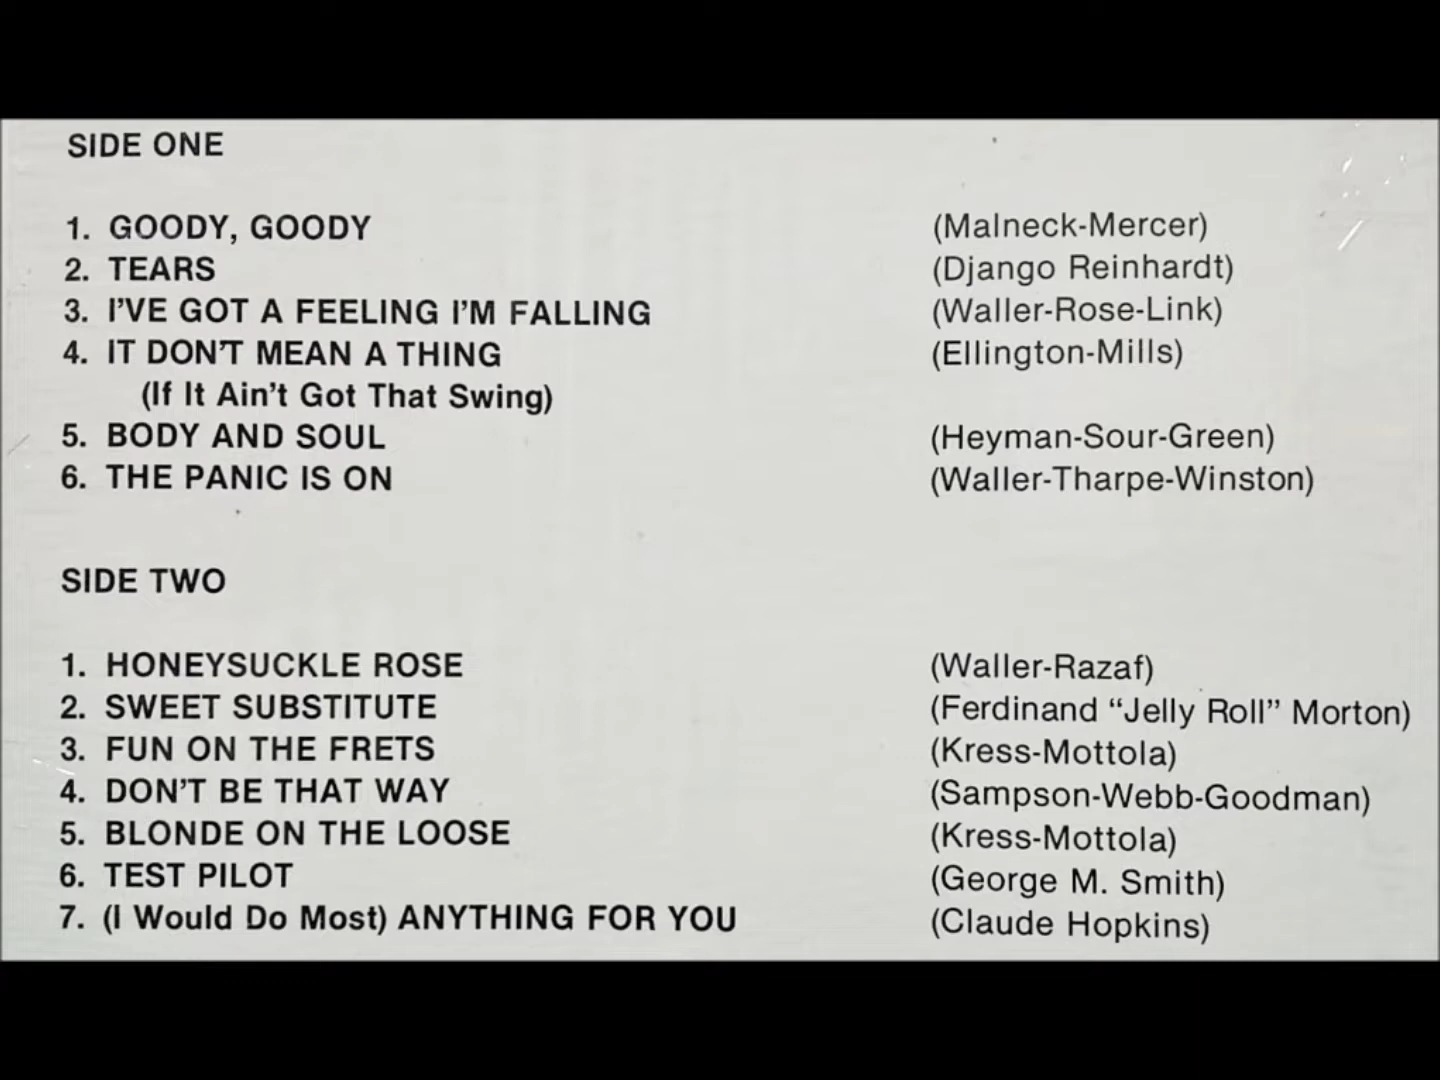 SIDE ONE
1. GOODY, GOODY (Malneck-Mercer)
2. TEARS (Django Reinhardt)
3. I'VE GOT A FEELING I'M FALLING (Waller-Rose-Link)
4. IT DON'T MEAN A THING (Ellington-Mills)
(If It Ain't Got That Swing)
5. BODY AND SOUL (Heyman-Sour-Green)
6. THE PANIC IS ON (Waller-Tharpe-Winston)
SIDE TWO
1. HONEYSUCKLE ROSE (Waller-Razaf)
2. SWEET SUBSTITUTE (Ferdinand “Jelly Roll” Morton)
3. FUN ON THE FRETS (Kress-Mottola)
4. DON'T BE THAT WAY (Sampson-Webb-Goodman)
5. BLONDE ON THE LOOSE (Kress-Mottola)
6. TEST PILOT (George M. Smith)
7. (I Would Do Most) ANYTHING FOR YOU (Claude Hopkins)